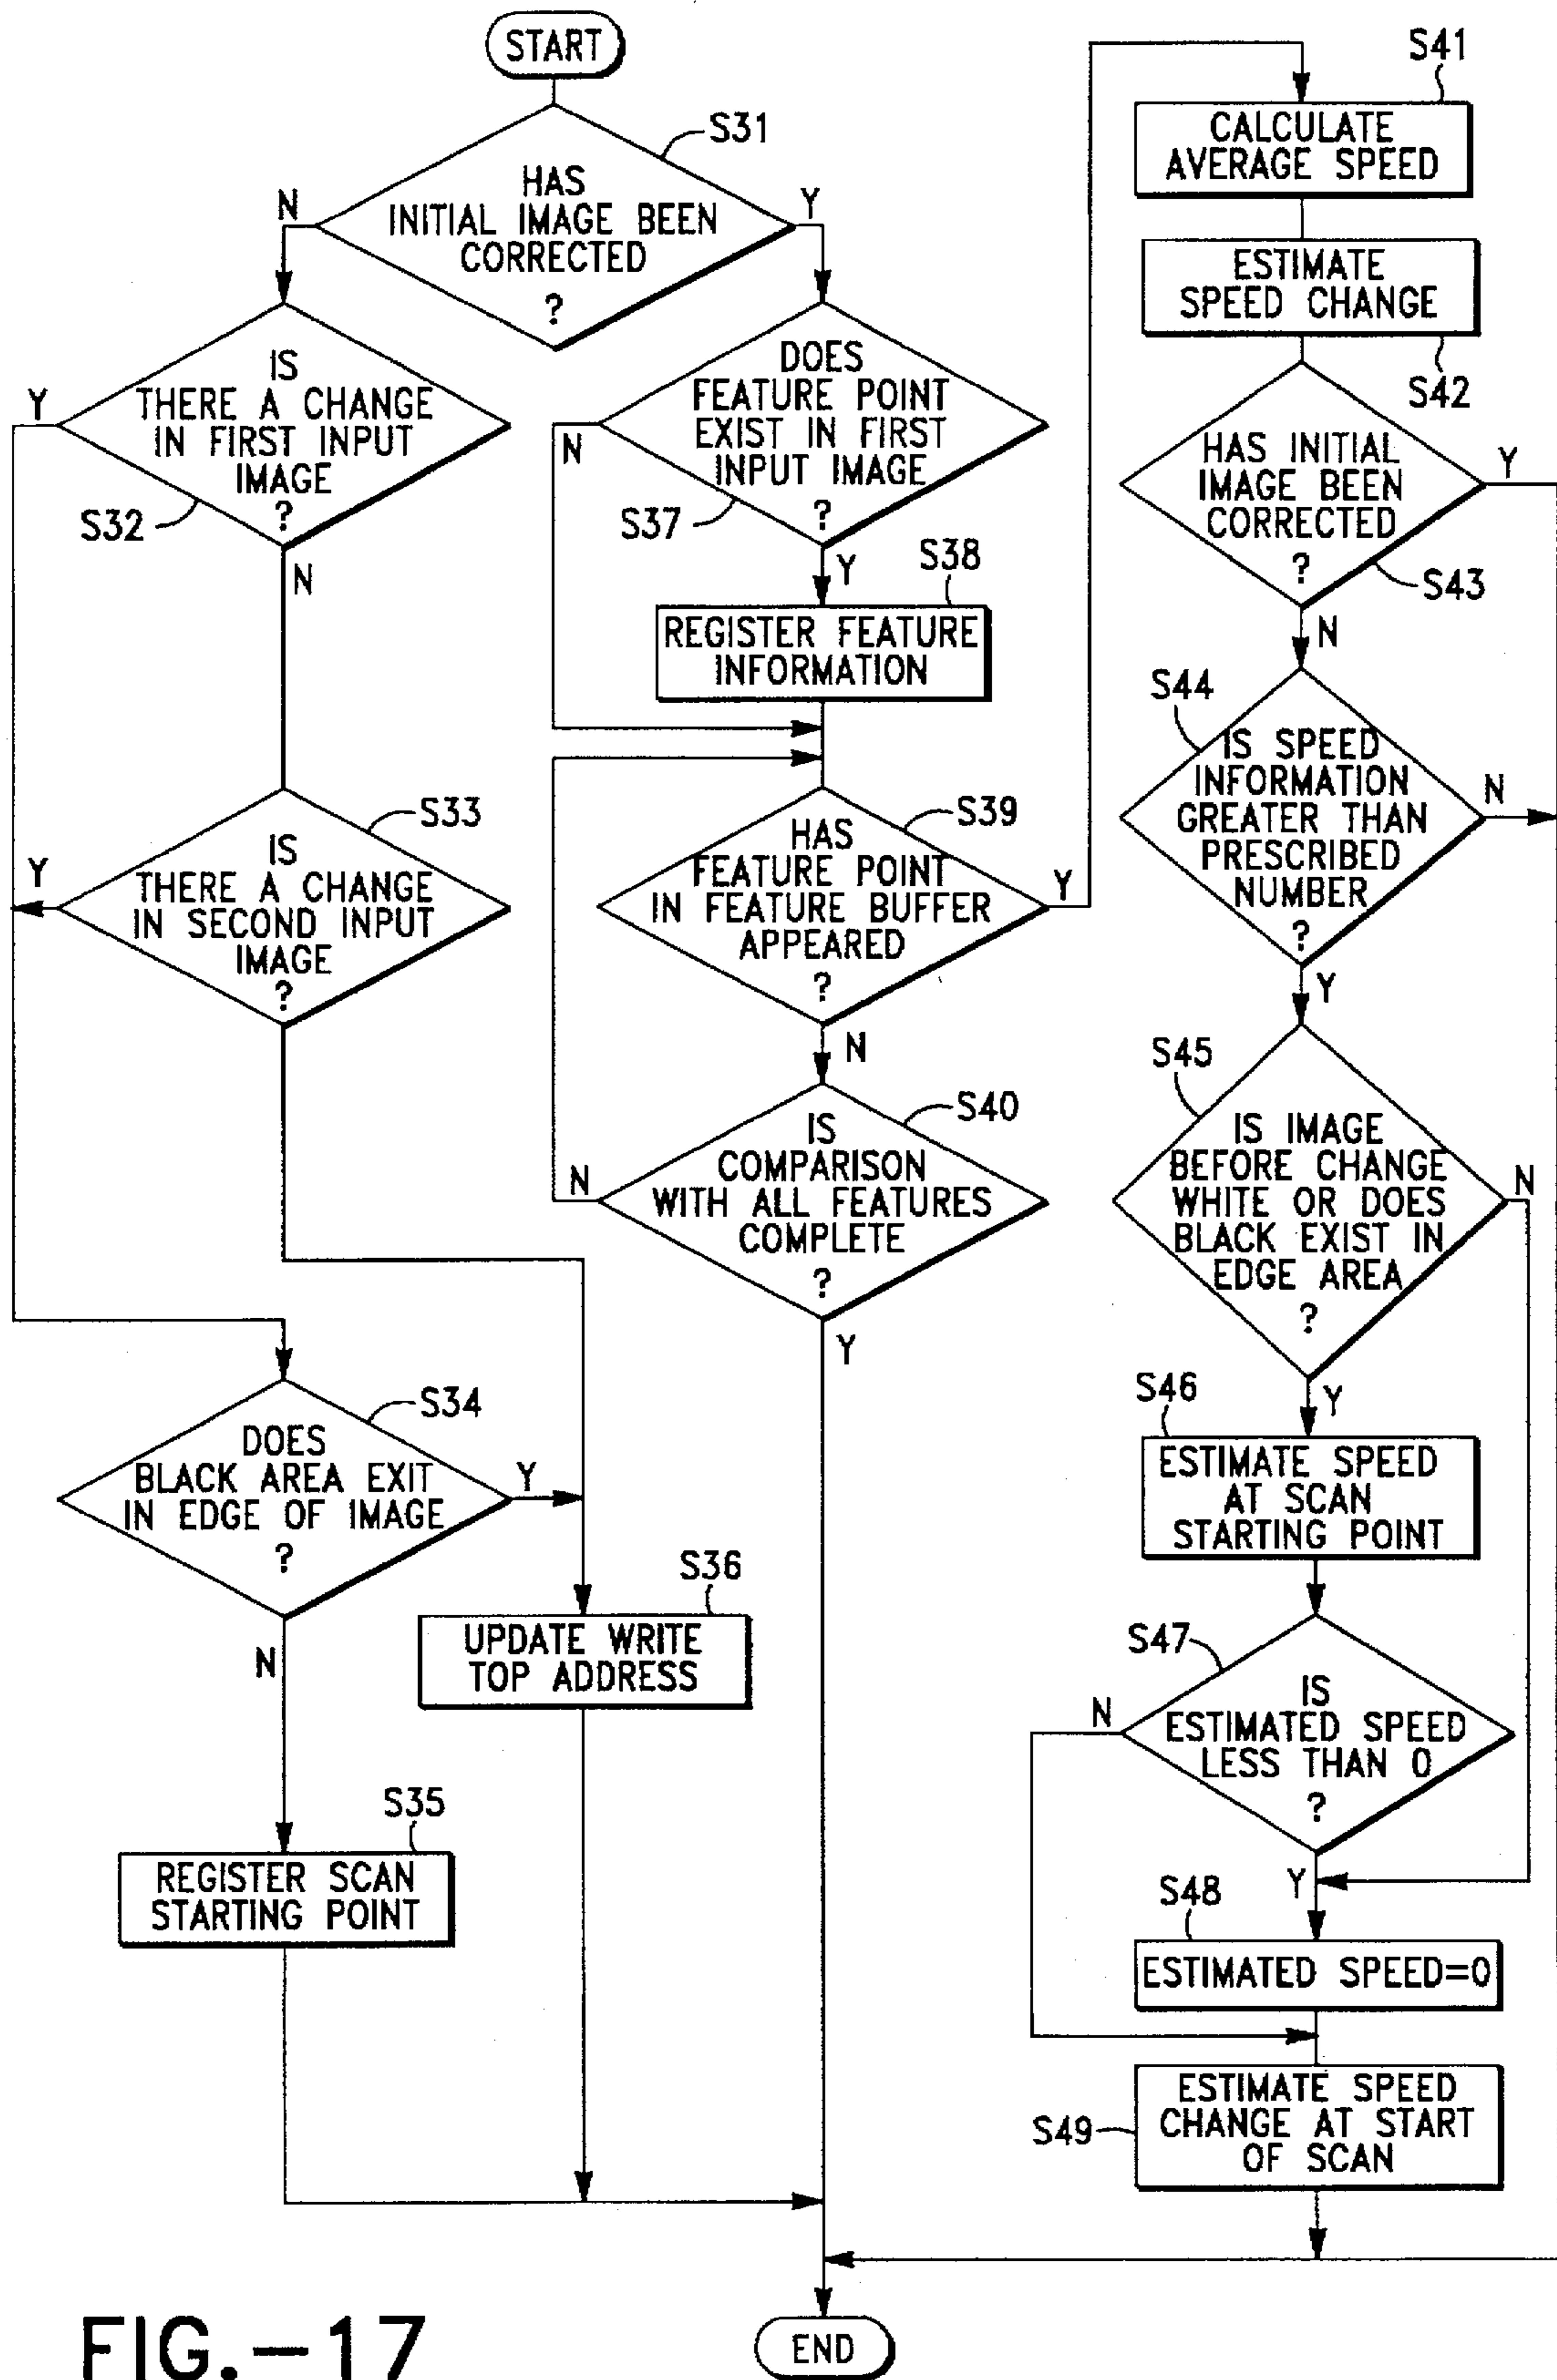 START
S31
HAS
INITIAL IMAGE BEEN
CORRECTED
?
N
Y
IS
THERE A CHANGE
IN FIRST INPUT
IMAGE
?
S32
Y
N
S33
IS
THERE A CHANGE
IN SECOND INPUT
IMAGE
?
Y
S34
DOES
BLACK AREA EXIT
IN EDGE OF IMAGE
?
Y
N
S35
REGISTER SCAN
STARTING POINT
S36
UPDATE WRITE
TOP ADDRESS
DOES
FEATURE POINT
EXIST IN FIRST
INPUT IMAGE
?
S37
N
Y
S38
REGISTER FEATURE
INFORMATION
S39
HAS
FEATURE POINT
IN FEATURE BUFFER
APPEARED
?
Y
N
S40
IS
COMPARISON
WITH ALL FEATURES
COMPLETE
?
N
Y
S41
CALCULATE
AVERAGE SPEED
ESTIMATE
SPEED CHANGE
S42
HAS INITIAL
IMAGE BEEN
CORRECTED
?
Y
S43
N
S44
IS SPEED
INFORMATION
GREATER THAN
PRESCRIBED
NUMBER
?
N
Y
S45
IS IMAGE
BEFORE CHANGE
WHITE OR DOES
BLACK EXIST IN
EDGE AREA
?
N
Y
S46
ESTIMATE SPEED
AT SCAN
STARTING POINT
S47
IS
ESTIMATED SPEED
LESS THAN 0
?
N
Y
S48
ESTIMATED SPEED=0
S49
ESTIMATE SPEED
CHANGE AT START
OF SCAN
END
FIG.-17